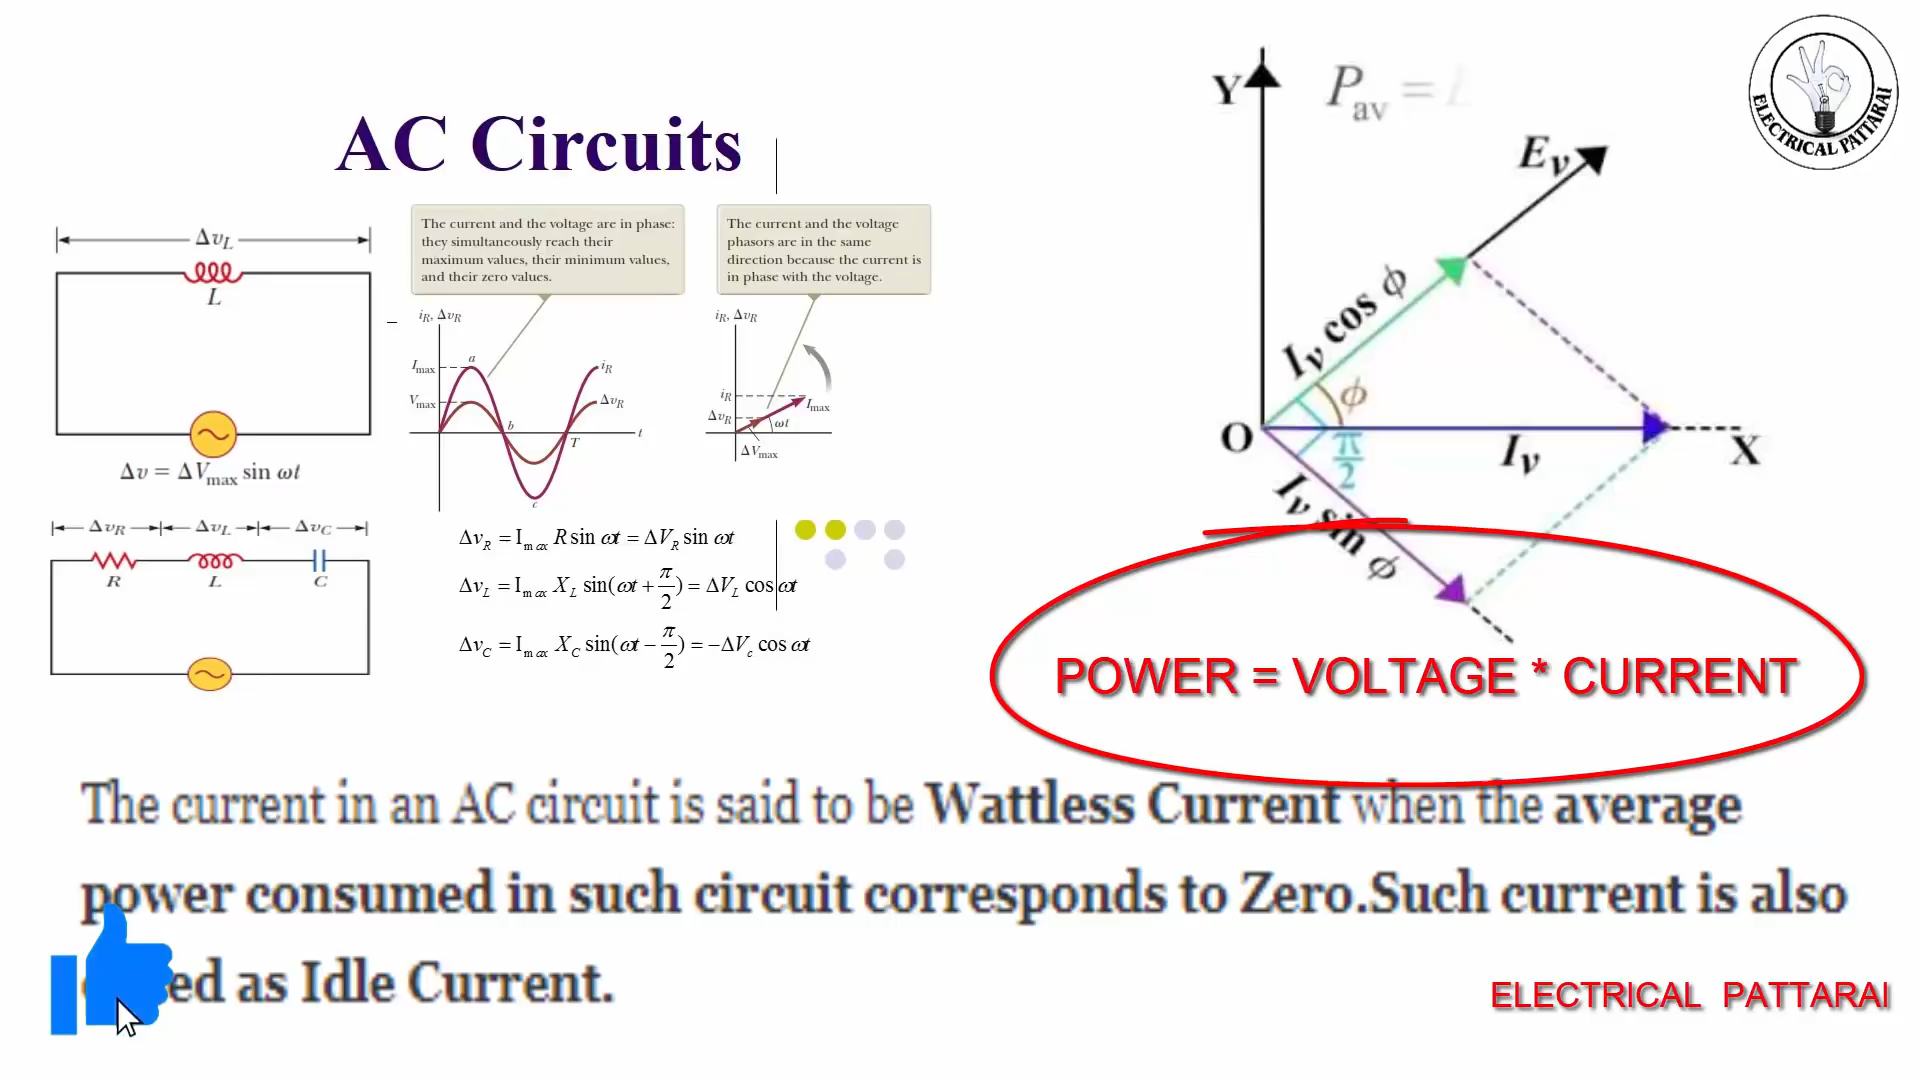 AC Circuits
Δv_L
L
Δv = ΔV_max sin ωt
The current and the voltage are in phase:
they simultaneously reach their
maximum values, their minimum values,
and their zero values.
i_R, Δv_R
I_max
a
i_R
V_max
Δv_R
b
t
T
c
The current and the voltage
phasors are in the same
direction because the current is
in phase with the voltage.
i_R, Δv_R
i_R
I_max
Δv_R
ωt
ΔV_max
Δv_R Δv_L Δv_C
R L C
Δv_R = I_max R sin ωt = ΔV_R sin ωt
Δv_L = I_max X_L sin(ωt + π/2) = ΔV_L cos ωt
Δv_C = I_max X_C sin(ωt − π/2) = −ΔV_c cos ωt
Y
P_av =
E_v
I_v cos ϕ
ϕ
O
π/2
I_v
X
I_v sin ϕ
POWER = VOLTAGE * CURRENT
The current in an AC circuit is said to be Wattless Current when the average
power consumed in such circuit corresponds to Zero.Such current is also
ed as Idle Current.
ELECTRICAL PATTARAI
ELECTRICAL PATTARAI